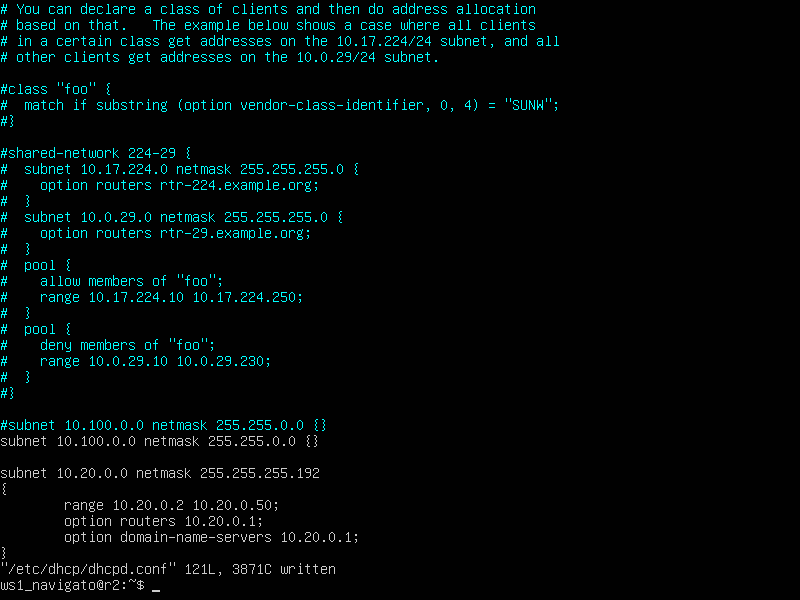 # You can declare a class of clients and then do address allocation
# based on that.   The example below shows a case where all clients
# in a certain class get addresses on the 10.17.224/24 subnet, and all
# other clients get addresses on the 10.0.29/24 subnet.

#class "foo" {
#  match if substring (option vendor-class-identifier, 0, 4) = "SUNW";
#}

#shared-network 224-29 {
#  subnet 10.17.224.0 netmask 255.255.255.0 {
#    option routers rtr-224.example.org;
#  }
#  subnet 10.0.29.0 netmask 255.255.255.0 {
#    option routers rtr-29.example.org;
#  }
#  pool {
#    allow members of "foo";
#    range 10.17.224.10 10.17.224.250;
#  }
#  pool {
#    deny members of "foo";
#    range 10.0.29.10 10.0.29.230;
#  }
#}

#subnet 10.100.0.0 netmask 255.255.0.0 {}
subnet 10.100.0.0 netmask 255.255.0.0 {}

subnet 10.20.0.0 netmask 255.255.255.192
{
        range 10.20.0.2 10.20.0.50;
        option routers 10.20.0.1;
        option domain-name-servers 10.20.0.1;
}
"/etc/dhcp/dhcpd.conf" 121L, 3871C written
ws1_navigato@r2:~$ _